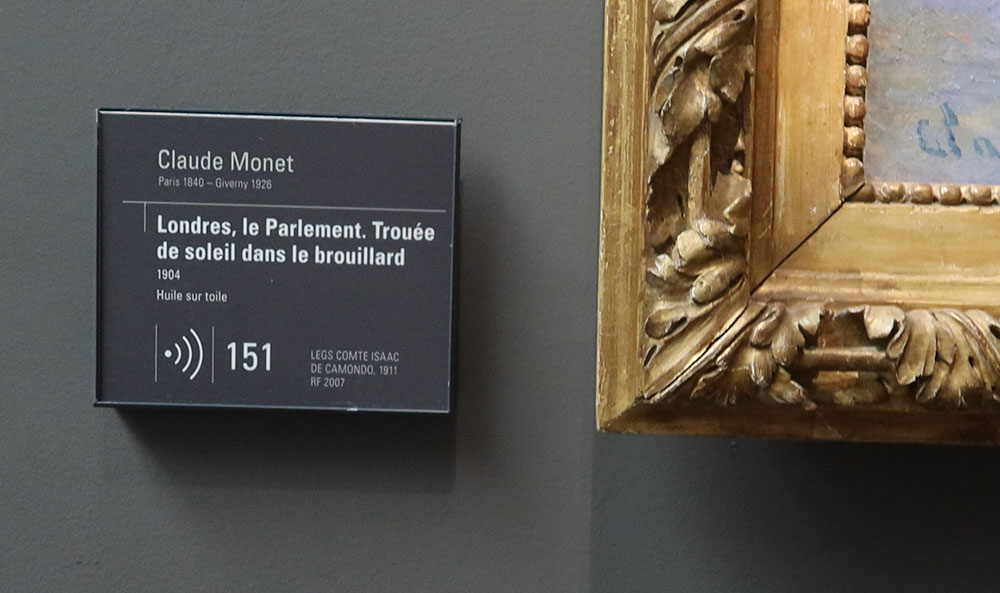 Claude Monet
Paris 1840 – Giverny 1926
Londres, le Parlement. Trouée
de soleil dans le brouillard
1904
Huile sur toile
151
LEGS COMTE ISAAC
DE CAMONDO, 1911
RF 2007